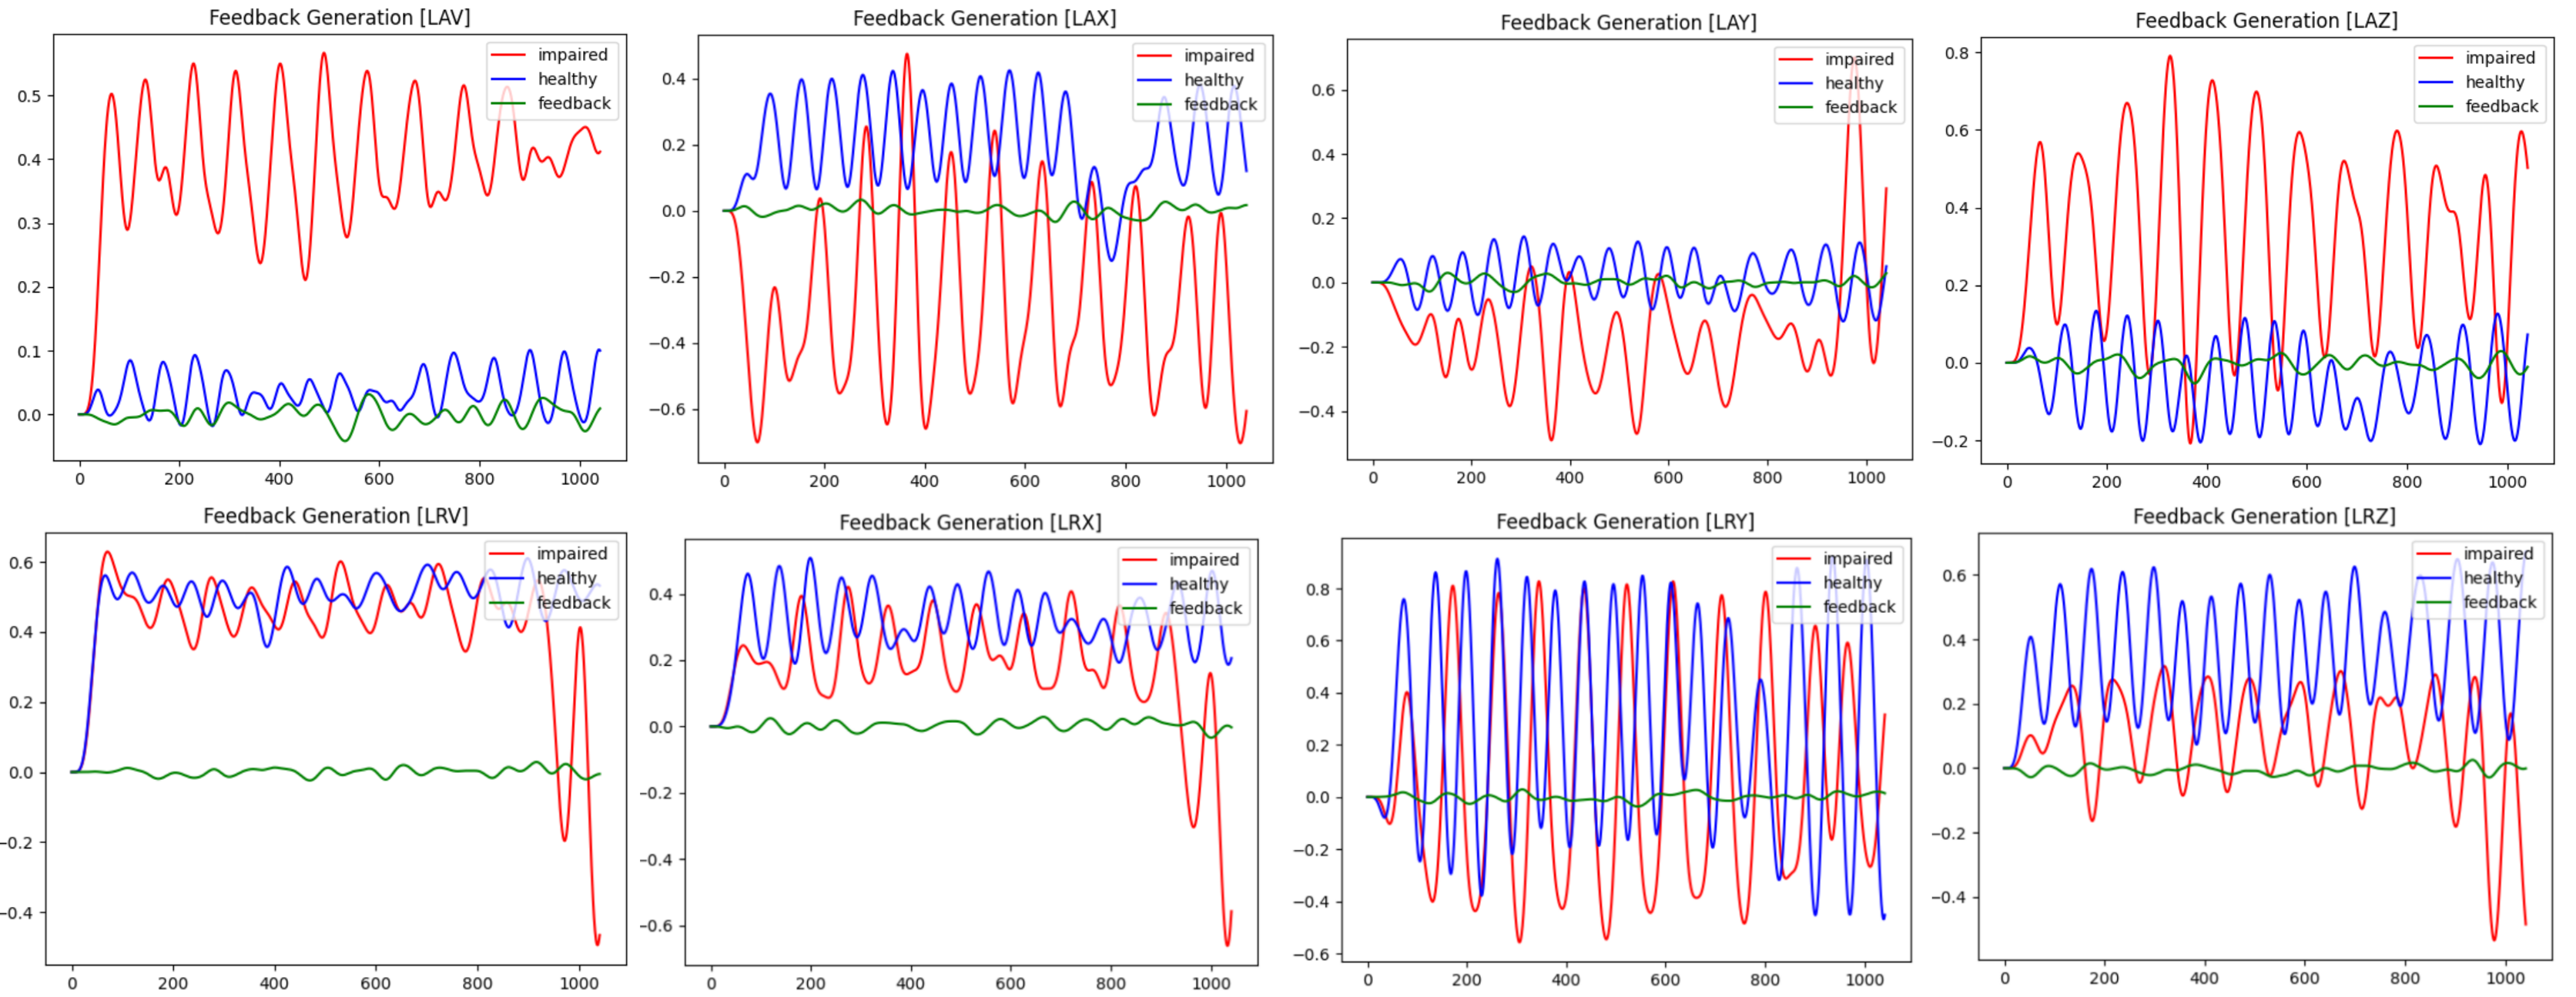 Feedback Generation [LAV]
impaired
healthy
feedback
0.5
0.4
0.3
0.2
0.1
0.0
0 200 400 600 800 1000
Feedback Generation [LAX]
impaired
healthy
feedback
0.4
0.2
0.0
−0.2
−0.4
−0.6
0 200 400 600 800 1000
Feedback Generation [LAY]
impaired
healthy
feedback
0.6
0.4
0.2
0.0
−0.2
−0.4
0 200 400 600 800 1000
Feedback Generation [LAZ]
impaired
healthy
feedback
0.8
0.6
0.4
0.2
0.0
−0.2
0 200 400 600 800 1000
Feedback Generation [LRV]
impaired
healthy
feedback
0.6
0.4
0.2
0.0
−0.2
−0.4
0 200 400 600 800 1000
Feedback Generation [LRX]
impaired
healthy
feedback
0.4
0.2
0.0
−0.2
−0.4
−0.6
0 200 400 600 800 1000
Feedback Generation [LRY]
impaired
healthy
feedback
0.8
0.6
0.4
0.2
0.0
−0.2
−0.4
−0.6
0 200 400 600 800 1000
Feedback Generation [LRZ]
impaired
healthy
feedback
0.6
0.4
0.2
0.0
−0.2
−0.4
0 200 400 600 800 1000